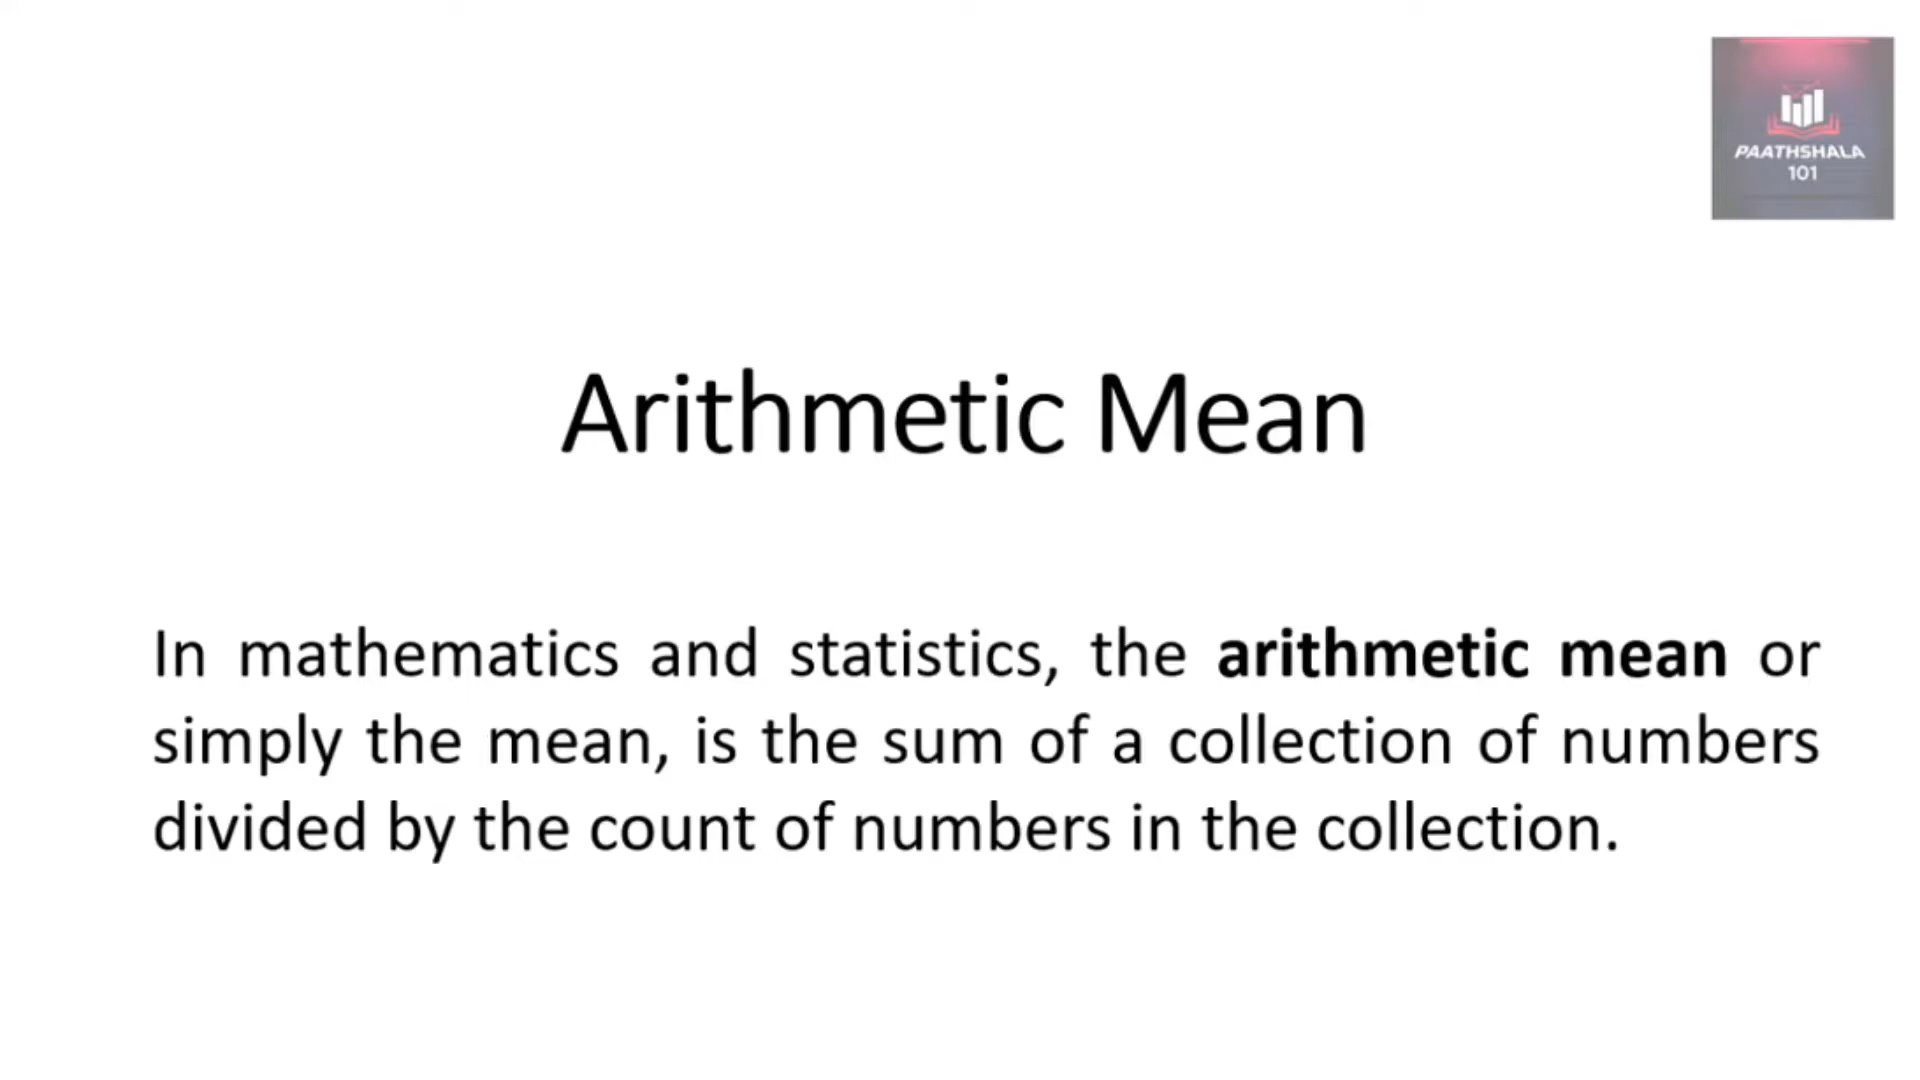 PAATHSHALA
101
Arithmetic Mean
In mathematics and statistics, the arithmetic mean or
simply the mean, is the sum of a collection of numbers
divided by the count of numbers in the collection.